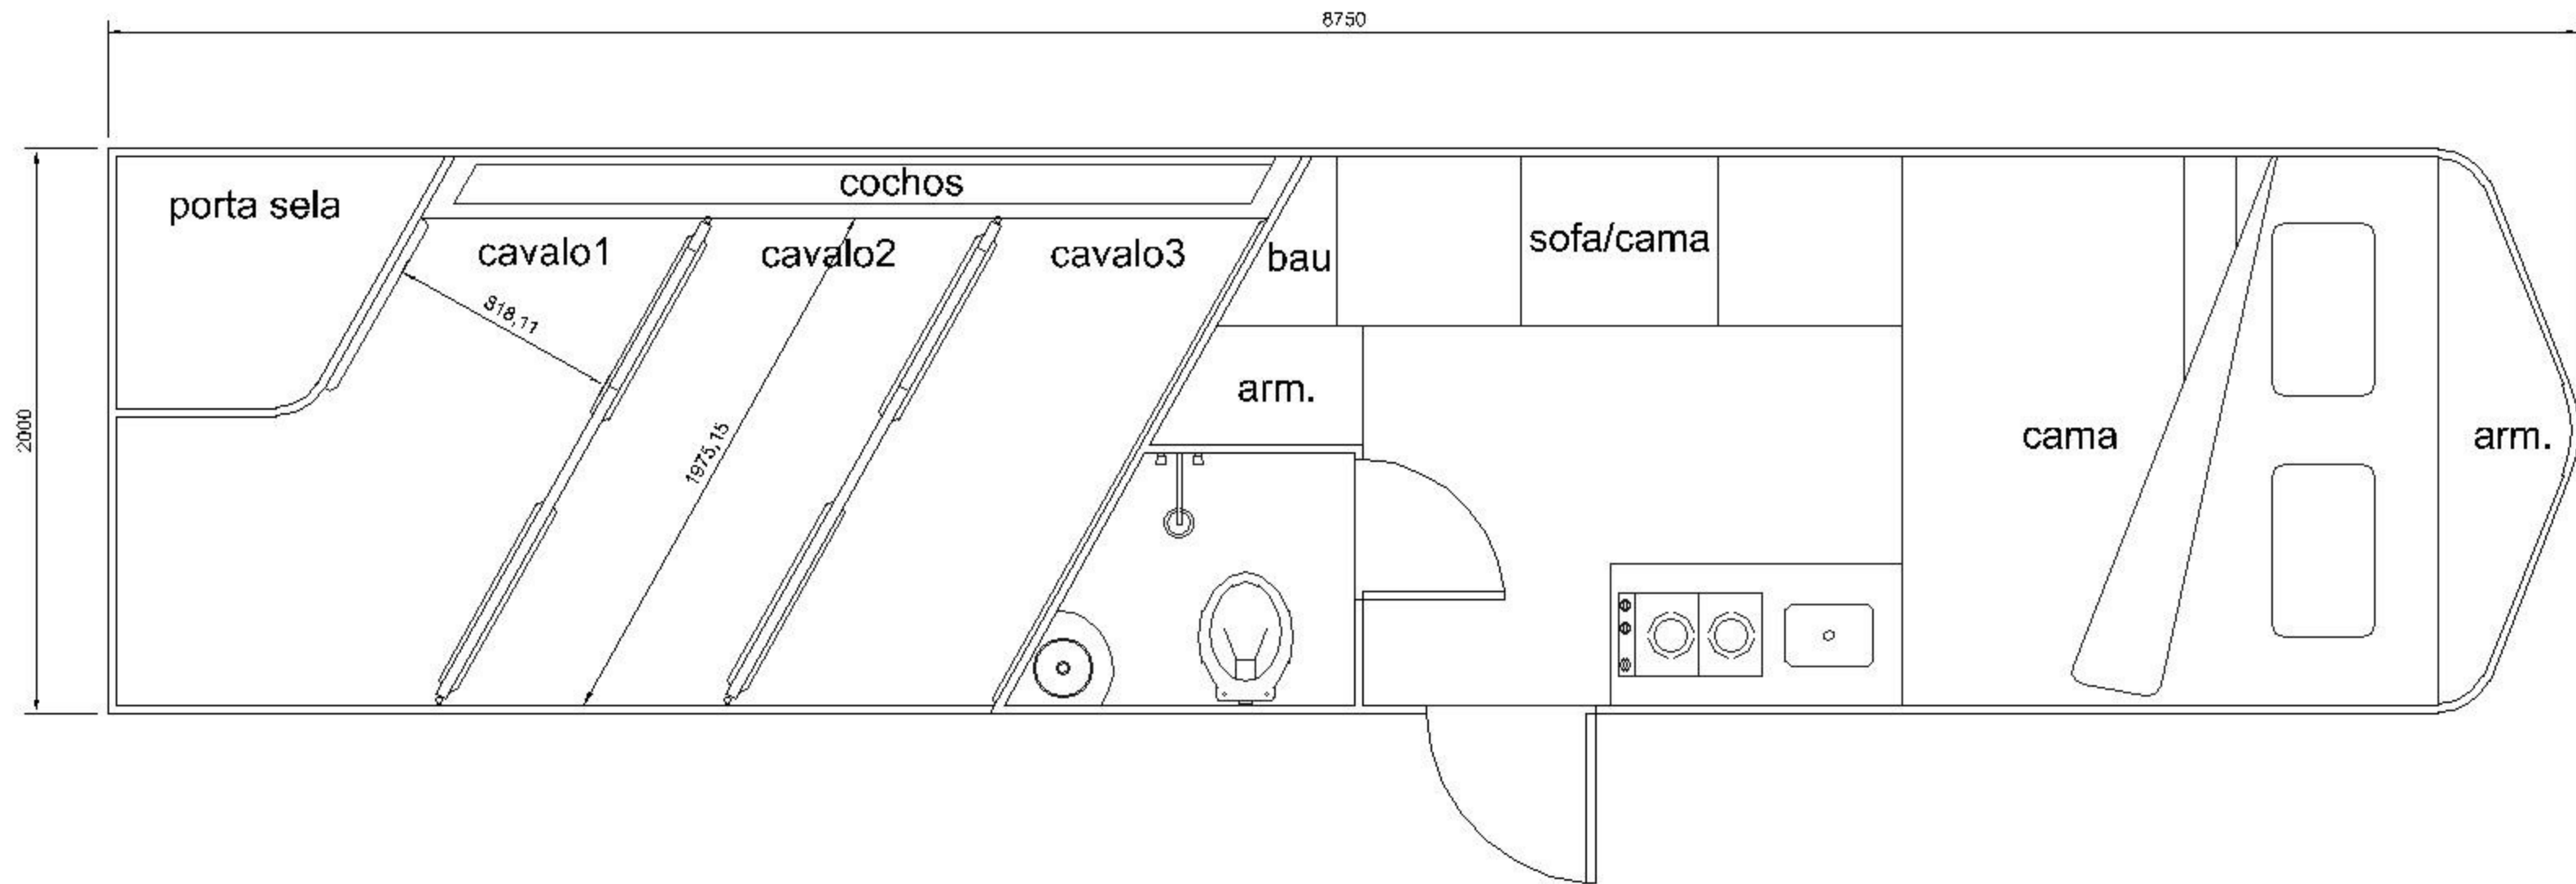 8750
porta sela
cochos
cavalo1
cavalo2
cavalo3
bau
sofa/cama
818,11
arm.
2000
1975,15
cama
arm.